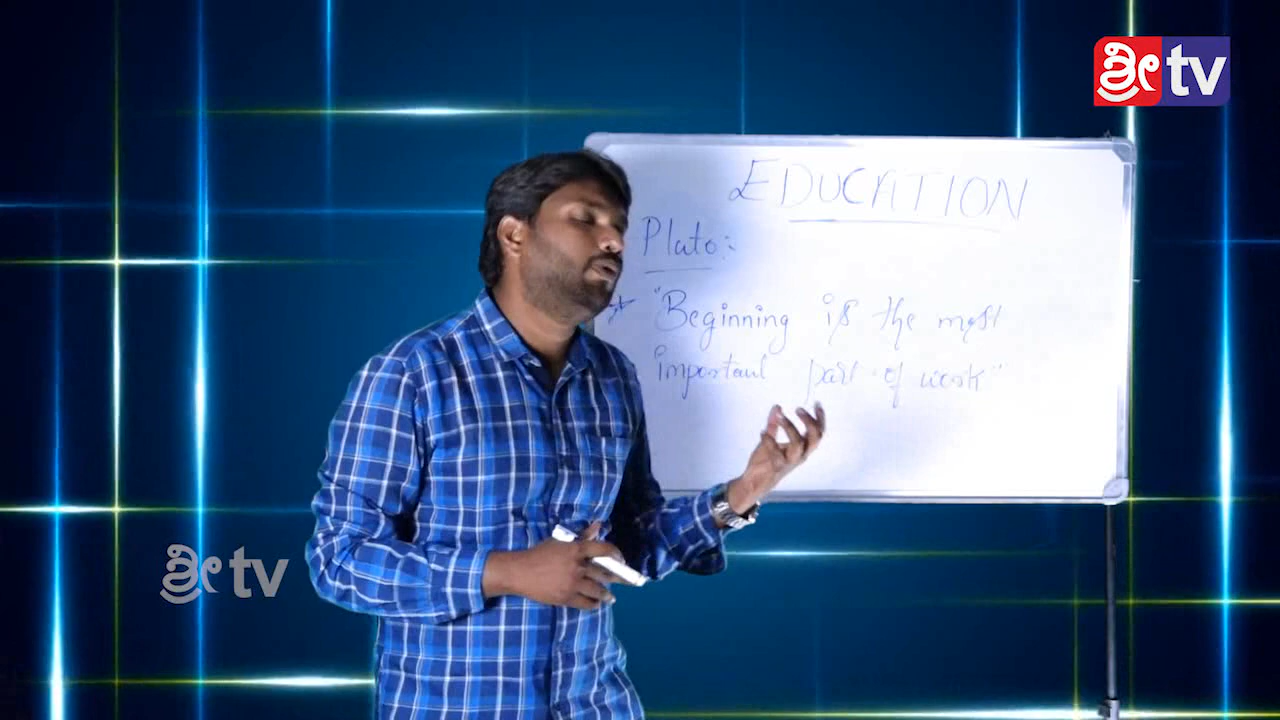 ஸ்ரீ tv
EDUCATION
Plato:-
* "Beginning is the most
important part of work"
ஸ்ரீ tv